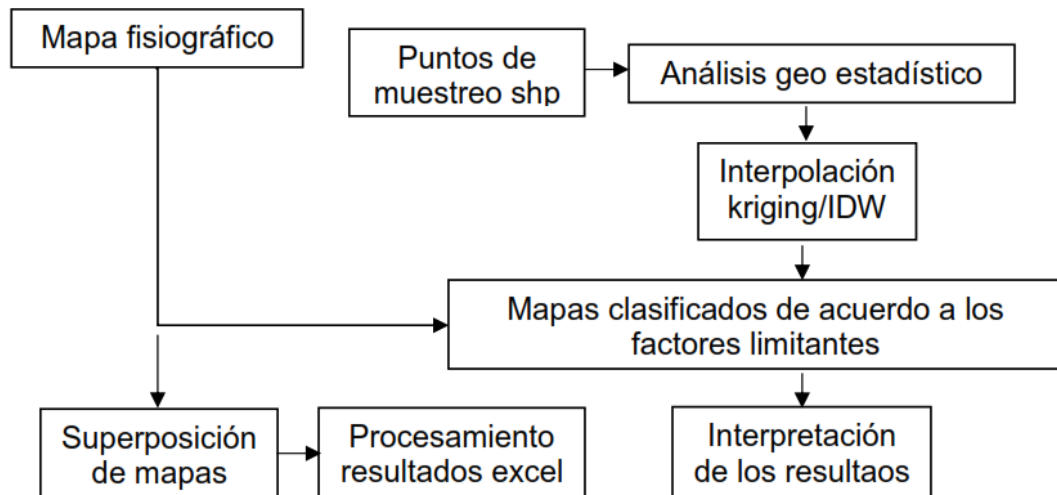 Mapa fisiográfico
Puntos de
muestreo shp
Análisis geo estadístico
Interpolación
kriging/IDW
Mapas clasificados de acuerdo a los
factores limitantes
Superposición
de mapas
Procesamiento
resultados excel
Interpretación
de los resultaos